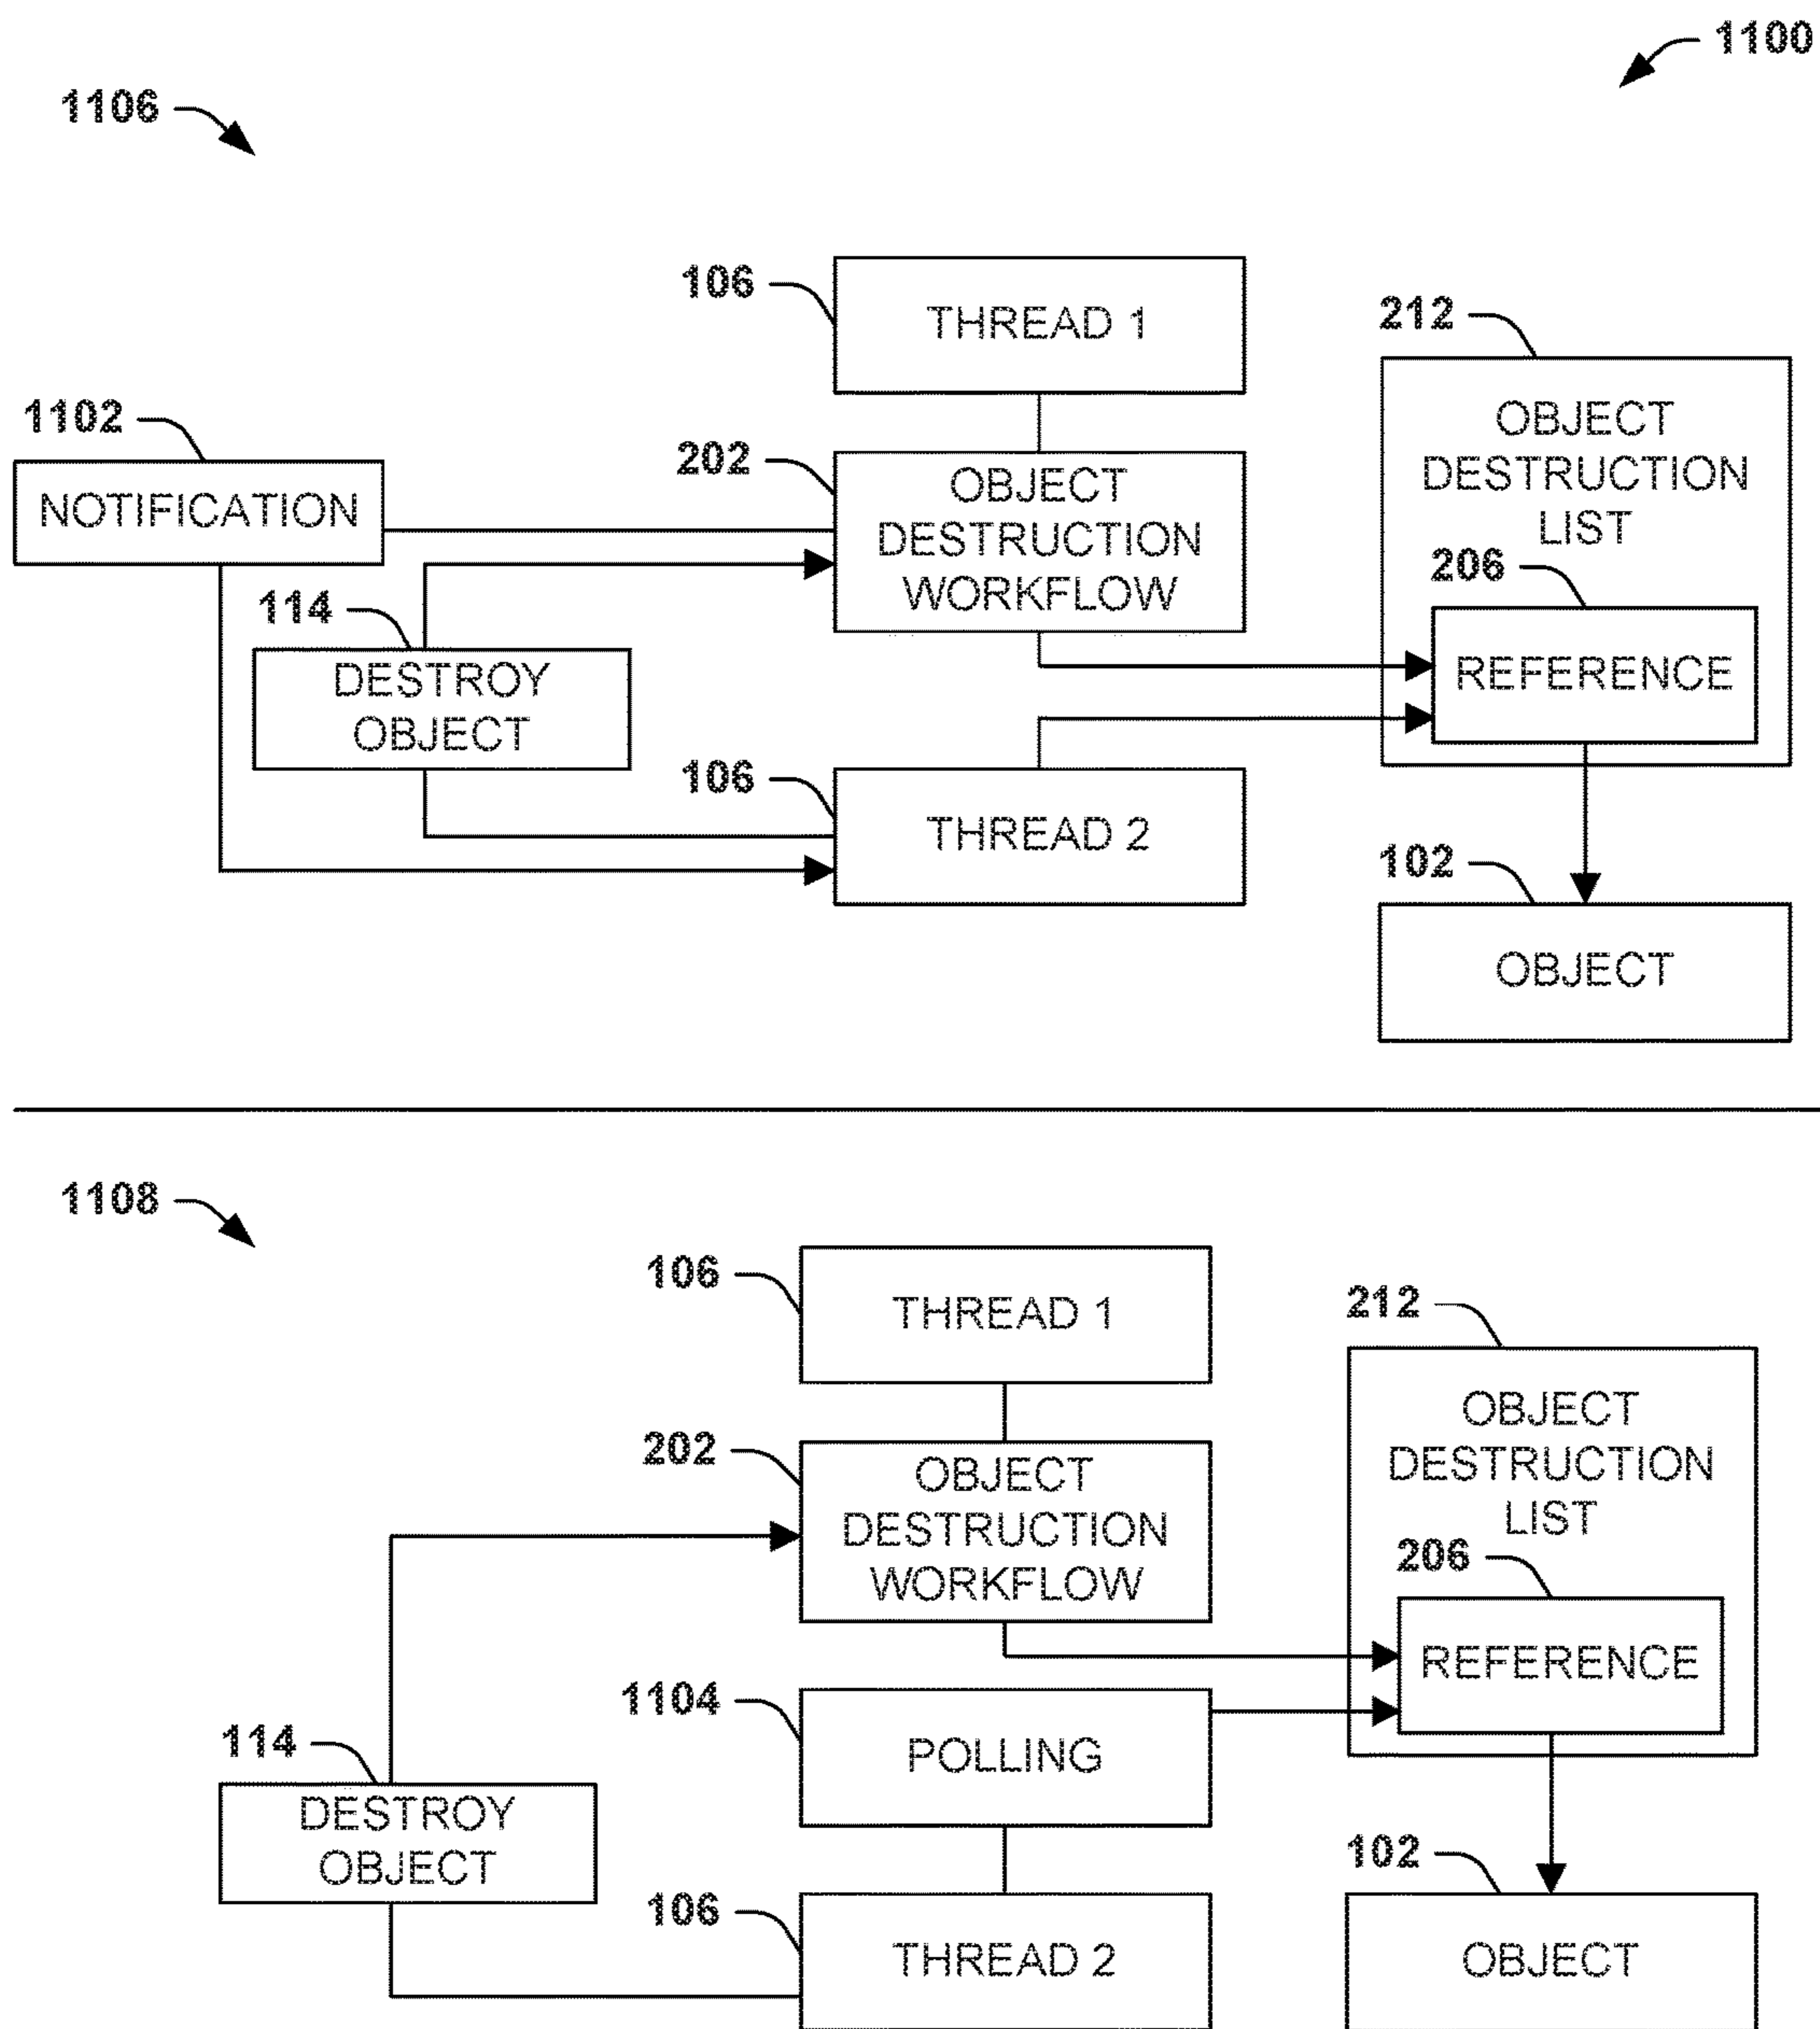 1100
1106
106
THREAD 1
212
OBJECT
DESTRUCTION
LIST
1102
NOTIFICATION
202
OBJECT
DESTRUCTION
WORKFLOW
206
REFERENCE
114
DESTROY
OBJECT
106
THREAD 2
102
OBJECT
1108
106
THREAD 1
212
OBJECT
DESTRUCTION
LIST
202
OBJECT
DESTRUCTION
WORKFLOW
206
REFERENCE
1104
POLLING
114
DESTROY
OBJECT
106
THREAD 2
102
OBJECT